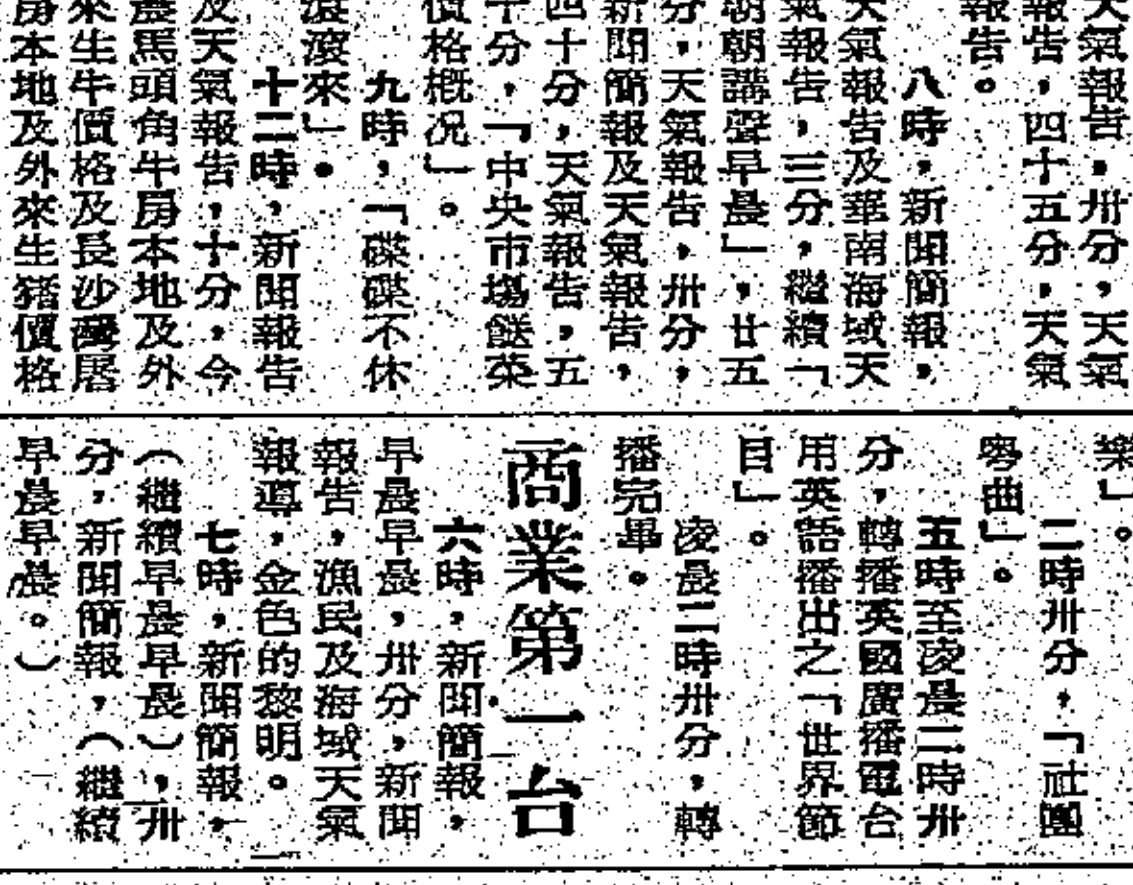 天氣報告,卅分,天氣
報告,四十五分,天氣
報告。
八時,新聞簡報,
天氣報告及華南海域天
氣報告,三分,繼續「
朝朝講聲早晨」,廿五
分,天氣報告,卅分,
新聞簡報及天氣報告,
四十分,天氣報告,五
十分,「中央市場餸菜
價格概況」。
九時,「碟碟不休
滾滾來」。
十二時,新聞報告
及天氣報告,十分,今
晨馬頭角牛房本地及外
來生牛價格及長沙灣屠
房本地及外來生豬價格
樂」。
二時卅分,「社團
粵曲」。
五時至凌晨二時卅
分,轉播英國廣播電台
用英語播出之「世界節
目」。
凌晨二時卅分,轉
播完畢。
商業第一台
六時,新聞簡報,
早晨早晨,卅分,新聞
報告,漁民及海域天氣
報導,金色的黎明。
七時,新聞簡報,
(繼續早晨早晨),卅
分,新聞簡報,(繼續
早晨早晨。)